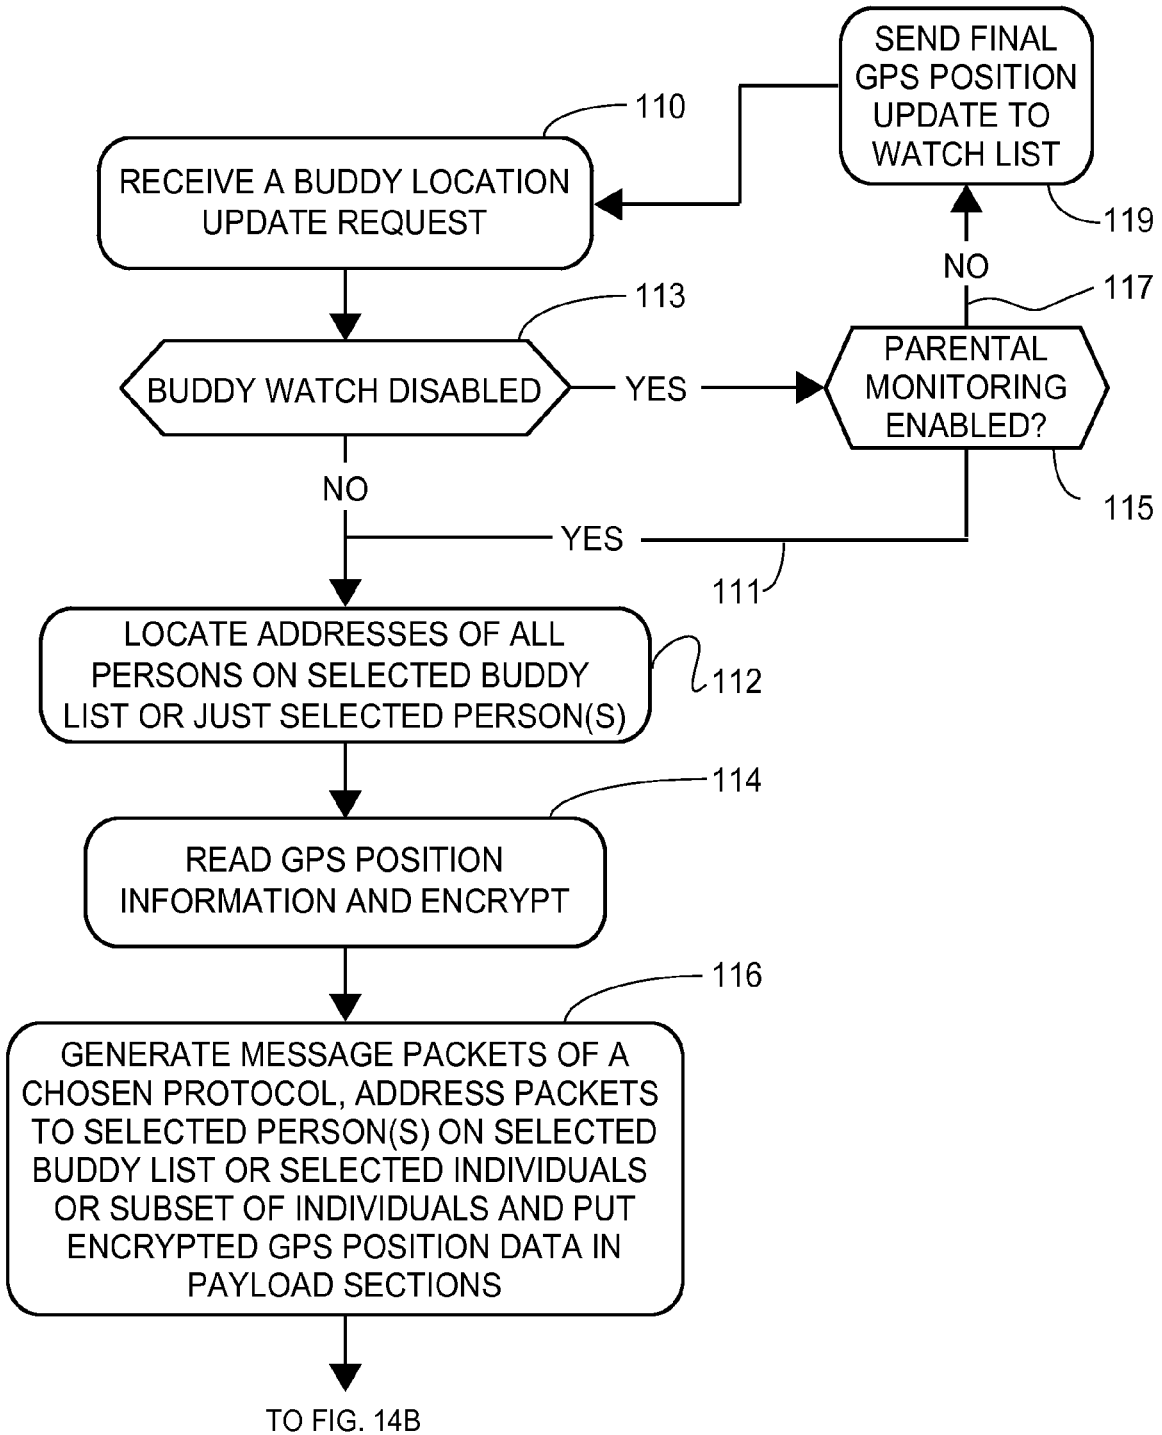 SEND FINAL
GPS POSITION
UPDATE TO
WATCH LIST
119
110
RECEIVE A BUDDY LOCATION
UPDATE REQUEST
NO
117
113
BUDDY WATCH DISABLED
YES
PARENTAL
MONITORING
ENABLED?
115
NO
YES
111
LOCATE ADDRESSES OF ALL
PERSONS ON SELECTED BUDDY
LIST OR JUST SELECTED PERSON(S)
112
114
READ GPS POSITION
INFORMATION AND ENCRYPT
116
GENERATE MESSAGE PACKETS OF A
CHOSEN PROTOCOL, ADDRESS PACKETS
TO SELECTED PERSON(S) ON SELECTED
BUDDY LIST OR SELECTED INDIVIDUALS
OR SUBSET OF INDIVIDUALS AND PUT
ENCRYPTED GPS POSITION DATA IN
PAYLOAD SECTIONS
TO FIG. 14B